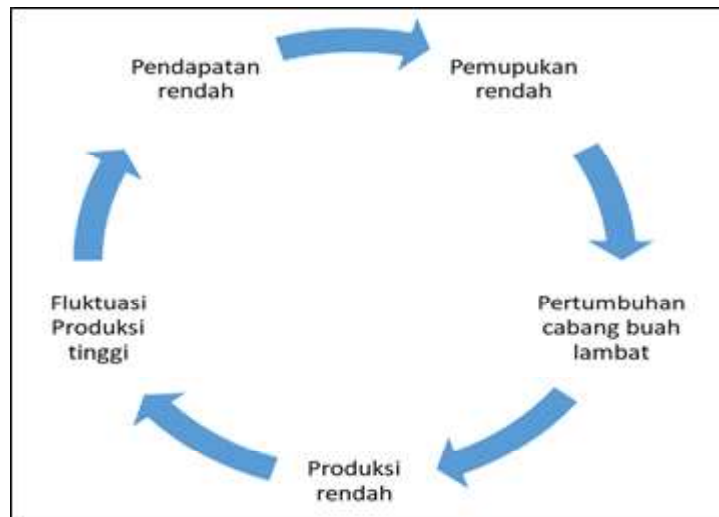 Pendapatan
rendah
Pemupukan
rendah
Pertumbuhan
cabang buah
lambat
Produksi
rendah
Fluktuasi
Produksi
tinggi